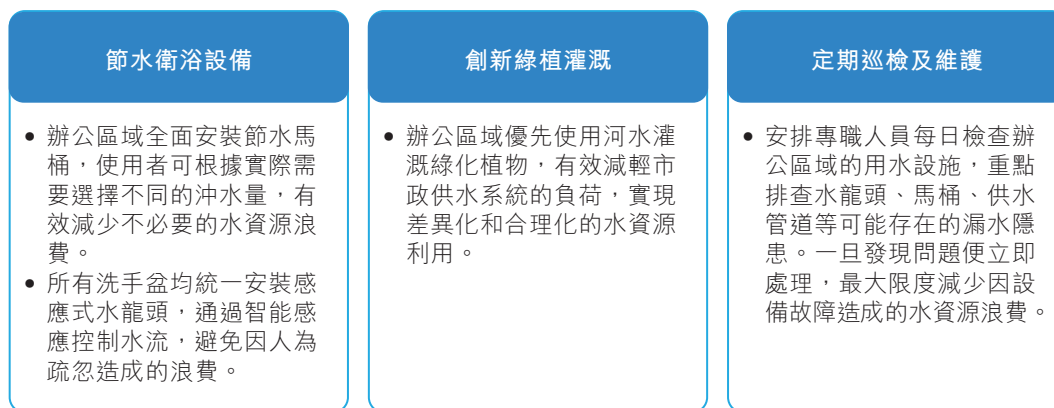 節水衛浴設備
• 辦公區域全面安裝節水馬
桶，使用者可根據實際需
要選擇不同的沖水量，有
效減少不必要的水資源浪
費。
• 所有洗手盆均統一安裝感
應式水龍頭，通過智能感
應控制水流，避免因人為
疏忽造成的浪費。
創新綠植灌溉
• 辦公區域優先使用河水灌
溉綠化植物，有效減輕市
政供水系統的負荷，實現
差異化和合理化的水資源
利用。
定期巡檢及維護
• 安排專職人員每日檢查辦
公區域的用水設施，重點
排查水龍頭、馬桶、供水
管道等可能存在的漏水隱
患。一旦發現問題便立即
處理，最大限度減少因設
備故障造成的水資源浪費。